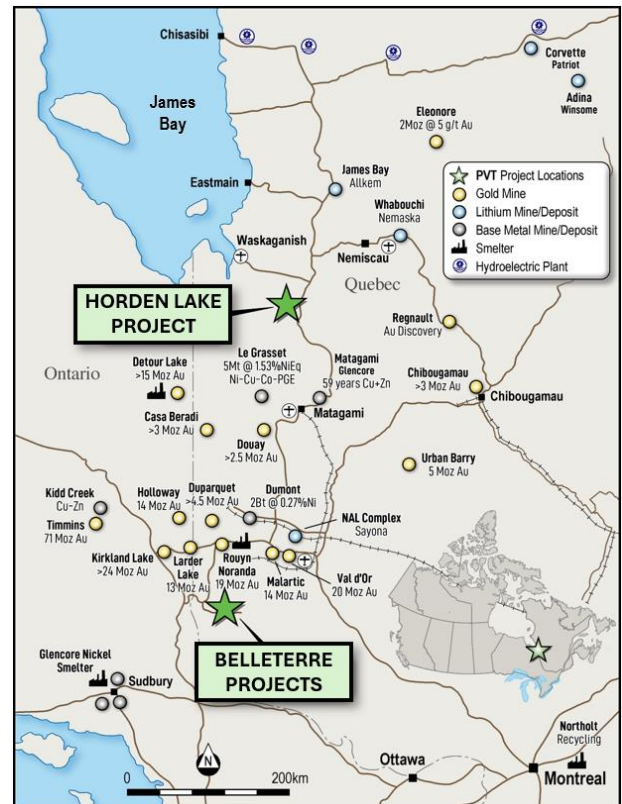 Chisasibi
Corvette
Patriot
Adina
Winsome
James
Bay
Eleonore
2Moz @ 5 g/t Au
PVT Project Locations
Gold Mine
Lithium Mine/Deposit
Base Metal Mine/Deposit
Smelter
Hydroelectric Plant
James Bay
Allkem
Eastmain
Whabouchi
Nemaska
Waskaganish
Nemiscau
Quebec
HORDEN LAKE
PROJECT
Regnault
Au Discovery
Ontario
Detour Lake
>15 Moz Au
Le Grasset
5Mt @ 1.53%NiEq
Ni-Cu-Co-PGE
Matagami
Glencore
59 years Cu+Zn
Chibougamau
>3 Moz Au
Chibougamau
Matagami
Casa Beradi
>3 Moz Au
Douay
>2.5 Moz Au
Urban Barry
5 Moz Au
Kidd Creek
Cu-Zn
Timmins
71 Moz Au
Holloway
14 Moz Au
Duparquet
>4.5 Moz Au
Dumont
2Bt @ 0.27%Ni
NAL Complex
Sayona
Kirkland Lake
>24 Moz Au
Larder
Lake
13 Moz Au
Rouyn
Noranda
19 Moz Au
Malartic
14 Moz Au
Val d'Or
20 Moz Au
BELLETERRE
PROJECTS
Glencore Nickel
Smelter
Sudbury
Northolt
Recycling
Ottawa
Montreal
N
0
200km